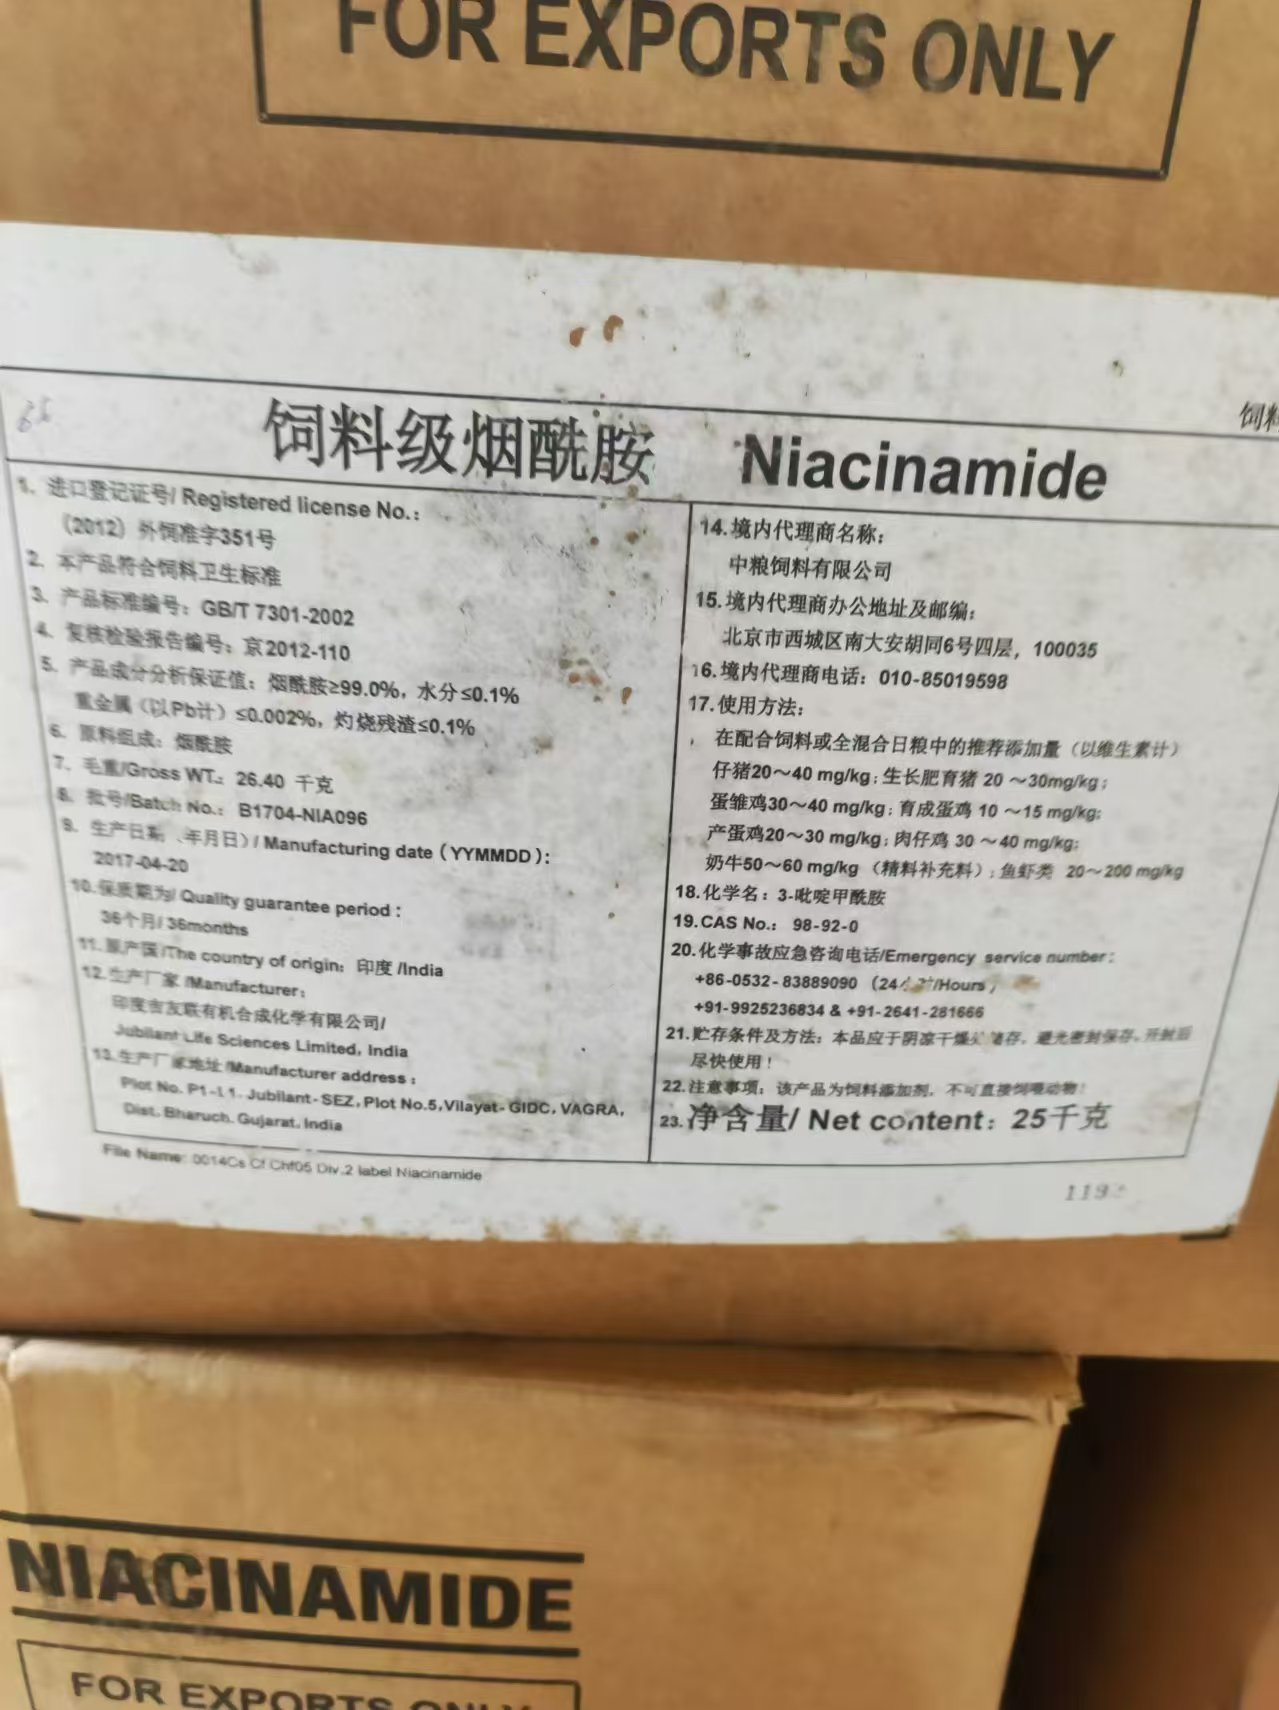 FOR EXPORTS ONLY
饲料
饲料级烟酰胺 Niacinamide
1、进口登记证号/ Registered license No.：
（2012）外饲准字351号
2、本产品符合饲料卫生标准
3、产品标准编号：GB/T 7301-2002
4、复核检验报告编号：京2012-110
5、产品成分分析保证值：烟酰胺≥99.0%，水分≤0.1%
重金属（以Pb计）≤0.002%，灼烧残渣≤0.1%
6、原料组成：烟酰胺
7、毛重/Gross WT.：26.40 千克
8、批号/Batch No.：B1704-NIA096
9、生产日期（年月日）/ Manufacturing date（YYMMDD）：
2017-04-20
10.保质期为/ Quality guarantee period：
36个月/ 36months
11.原产国/The country of origin：印度 /India
12.生产厂家 /Manufacturer：
印度吉友联有机合成化学有限公司/
Jubilant Life Sciences Limited, India
13.生产厂家地址/Manufacturer address：
Plot No. P1-L1, Jubilant-SEZ, Plot No.5, Vilayat-GIDC, VAGRA,
Dist. Bharuch. Gujarat, India
14.境内代理商名称：
中粮饲料有限公司
15.境内代理商办公地址及邮编：
北京市西城区南大安胡同6号四层，100035
16.境内代理商电话：010-85019598
17.使用方法：
在配合饲料或全混合日粮中的推荐添加量（以维生素计）
仔猪20～40 mg/kg；生长肥育猪 20 ～30mg/kg；
蛋雏鸡30～40 mg/kg；育成蛋鸡 10 ～15 mg/kg；
产蛋鸡20～30 mg/kg；肉仔鸡 30 ～ 40 mg/kg；
奶牛50～60 mg/kg （精料补充料）；鱼虾类 20～200 mg/kg
18.化学名：3-吡啶甲酰胺
19.CAS No.： 98-92-0
20.化学事故应急咨询电话/Emergency service number：
+86-0532-83889090 （24小时/Hours）
+91-9925236834 & +91-2641-281666
21.贮存条件及方法：本品应于阴凉干燥处储存，避光密封保存，开封后
尽快使用！
22.注意事项：该产品为饲料添加剂，不可直接饲喂动物！
23.净含量/ Net content：25千克
File Name: 0014Cs Cf Chf05 Div.2 label Niacinamide
NIACINAMIDE
FOR EXPORTS ONLY